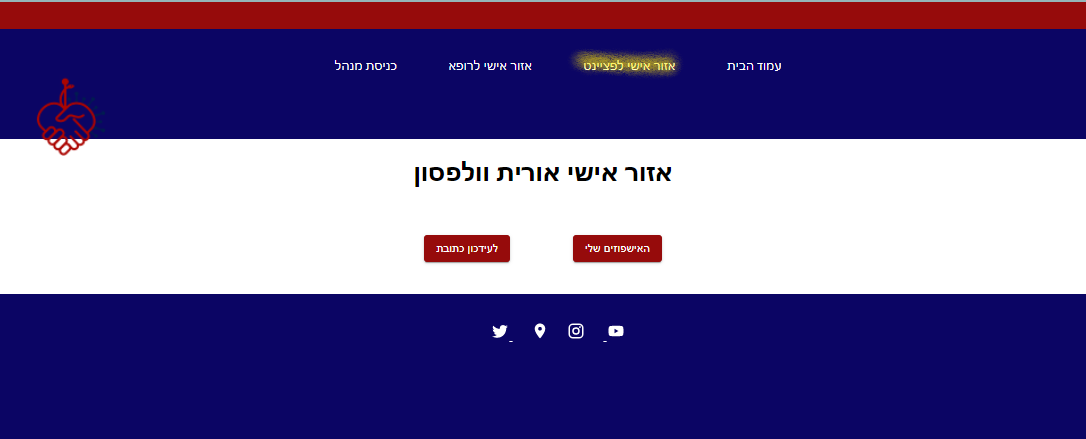 עמוד הבית אזור אישי לפציינט אזור אישי לרופא כניסת מנהל
אזור אישי אורית וולפסון
האישפוזים שלי לעידכון כתובת